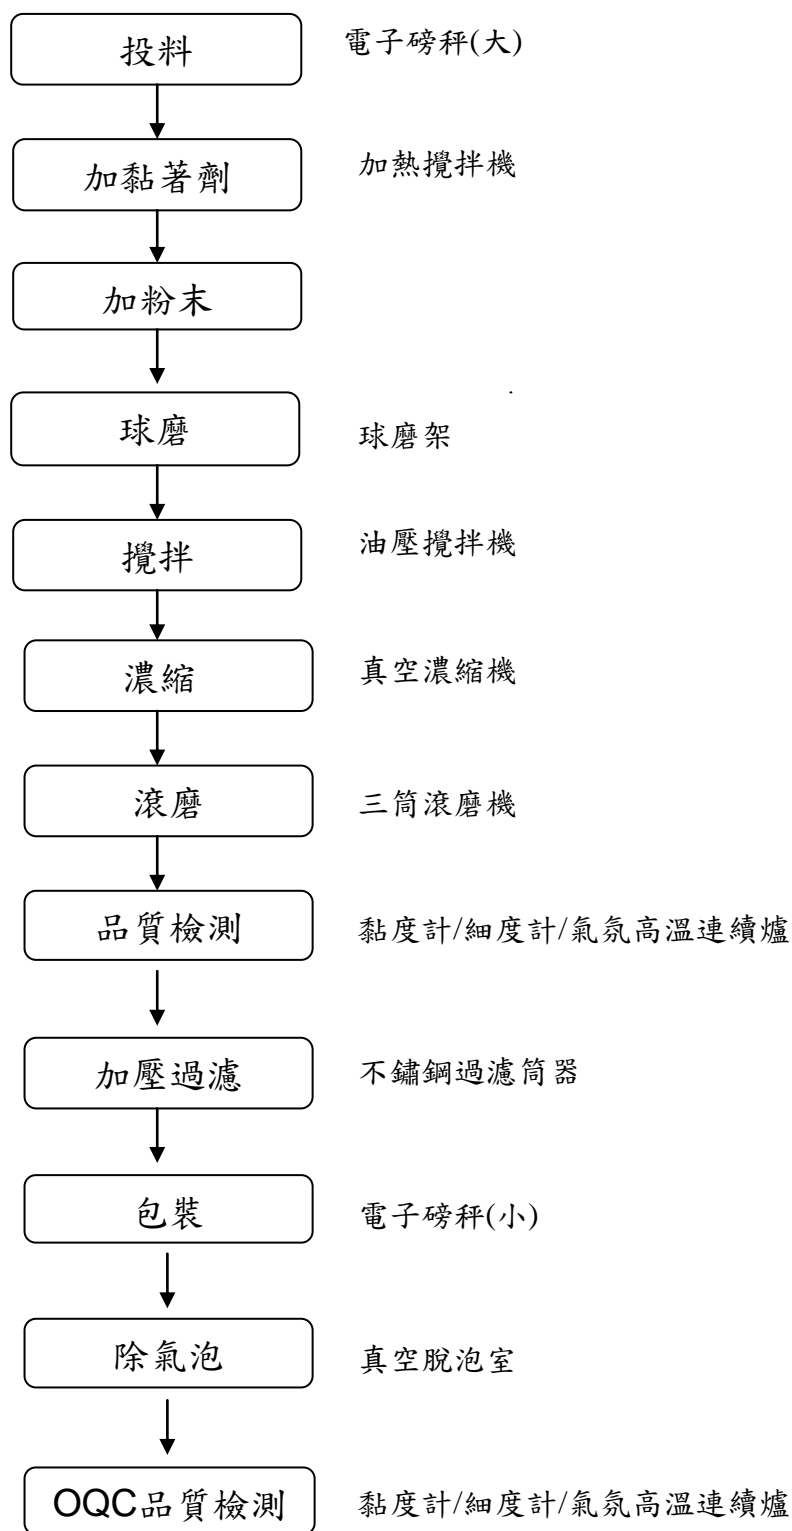 投料
電子磅秤(大)
加黏著劑
加熱攪拌機
加粉末
球磨
球磨架
攪拌
油壓攪拌機
濃縮
真空濃縮機
滾磨
三筒滾磨機
品質檢測
黏度計/細度計/氣氛高溫連續爐
加壓過濾
不鏽鋼過濾筒器
包裝
電子磅秤(小)
除氣泡
真空脫泡室
OQC品質檢測
黏度計/細度計/氣氛高溫連續爐